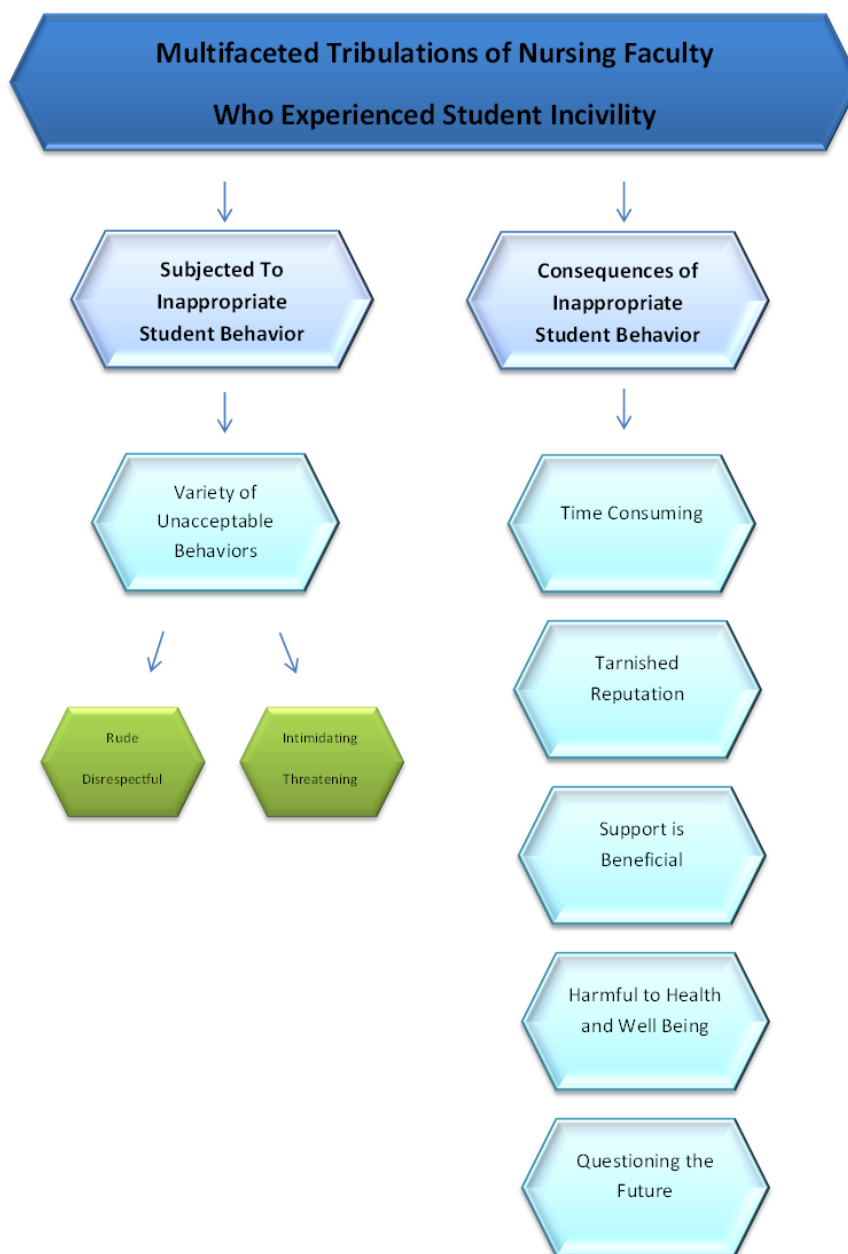 Multifaceted Tribulations of Nursing Faculty
Who Experienced Student Incivility
Subjected To
Inappropriate
Student Behavior
Consequences of
Inappropriate
Student Behavior
Variety of
Unacceptable
Behaviors
Time Consuming
Tarnished
Reputation
Rude
Disrespectful
Intimidating
Threatening
Support is
Beneficial
Harmful to Health
and Well Being
Questioning the
Future